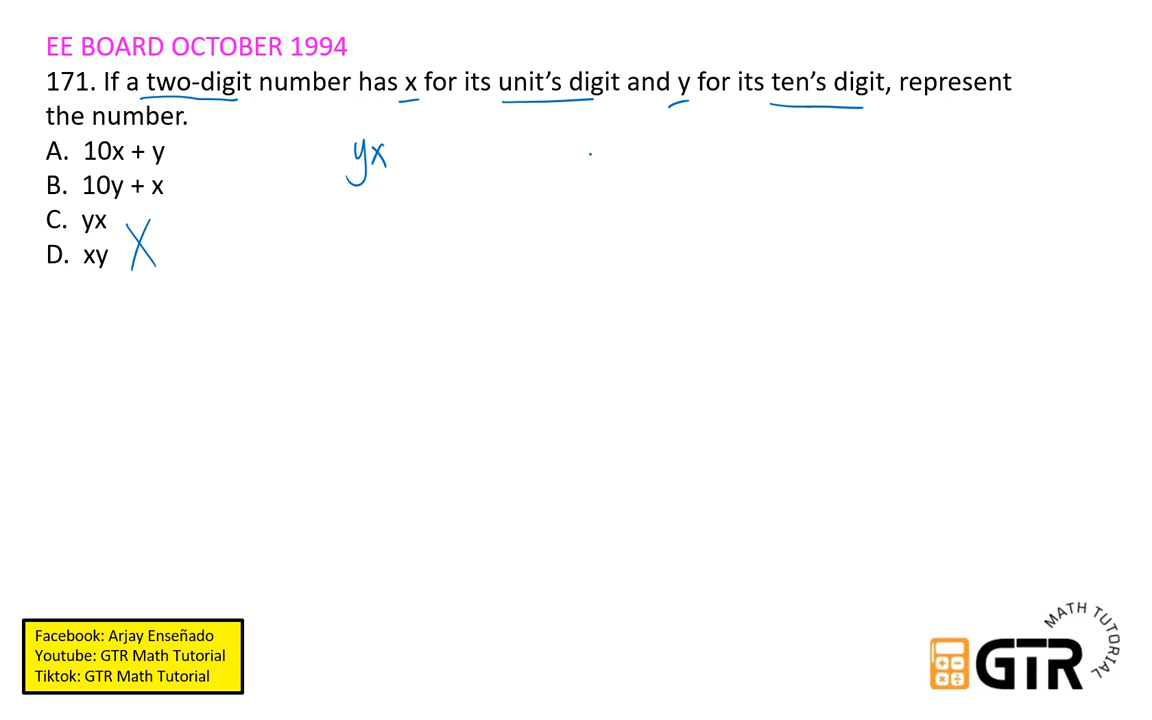 EE BOARD OCTOBER 1994
171. If a two-digit number has x for its unit's digit and y for its ten's digit, represent
the number.
A. 10x + y
yx
B. 10y + x
C. yx
X
D. xy
Facebook: Arjay Enseñado
Youtube: GTR Math Tutorial
Tiktok: GTR Math Tutorial
GTR
MATH TUTORIAL